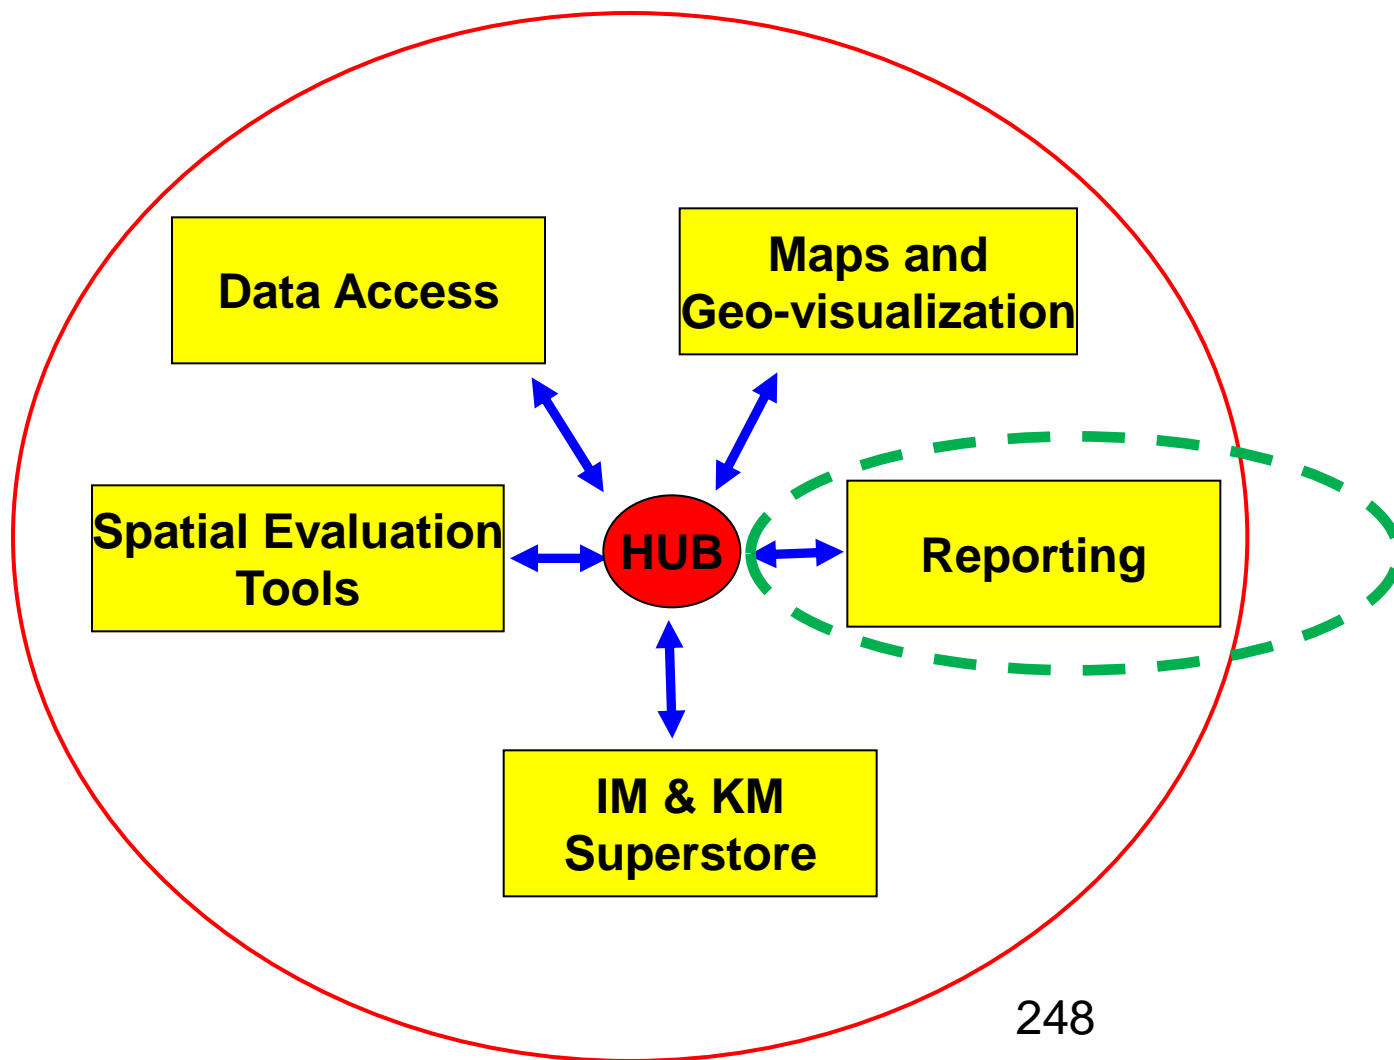 Data Access
Maps and
Geo-visualization
Spatial Evaluation
Tools
HUB
Reporting
IM & KM
Superstore
248